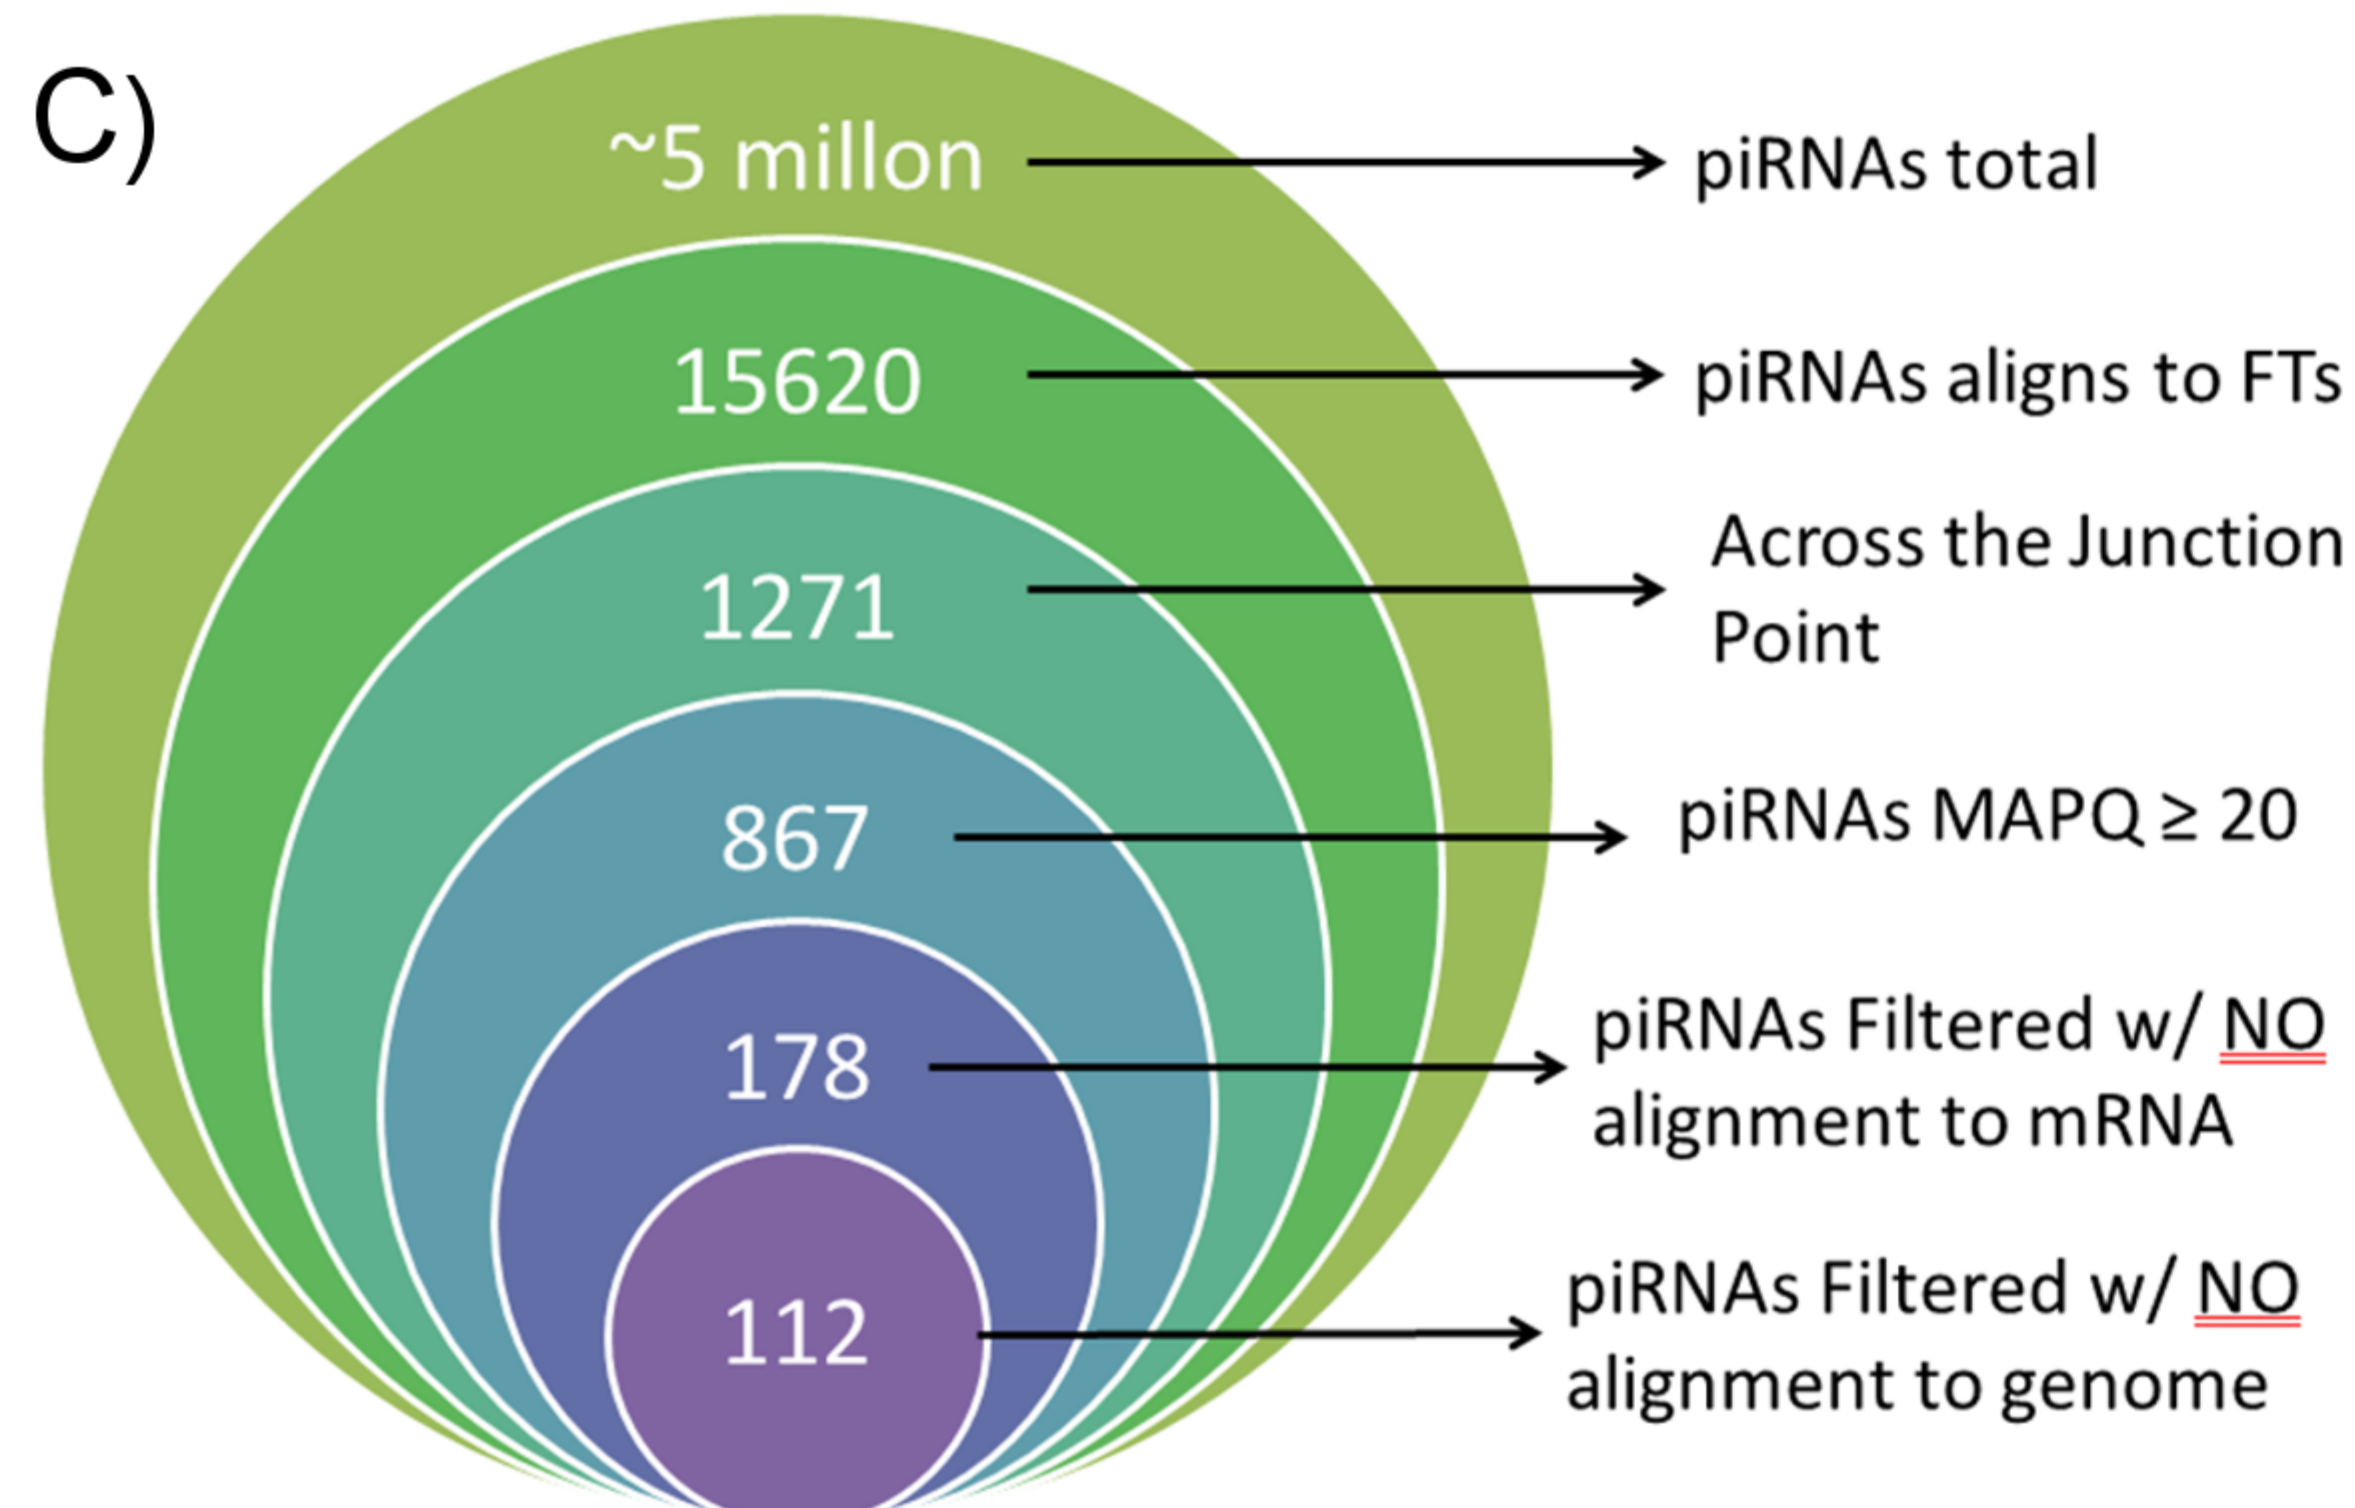 C)
~5 millon
piRNAs total
15620
piRNAs aligns to FTs
1271
Across the Junction
Point
867
piRNAs MAPQ ≥ 20
178
piRNAs Filtered w/ NO
alignment to mRNA
112
piRNAs Filtered w/ NO
alignment to genome